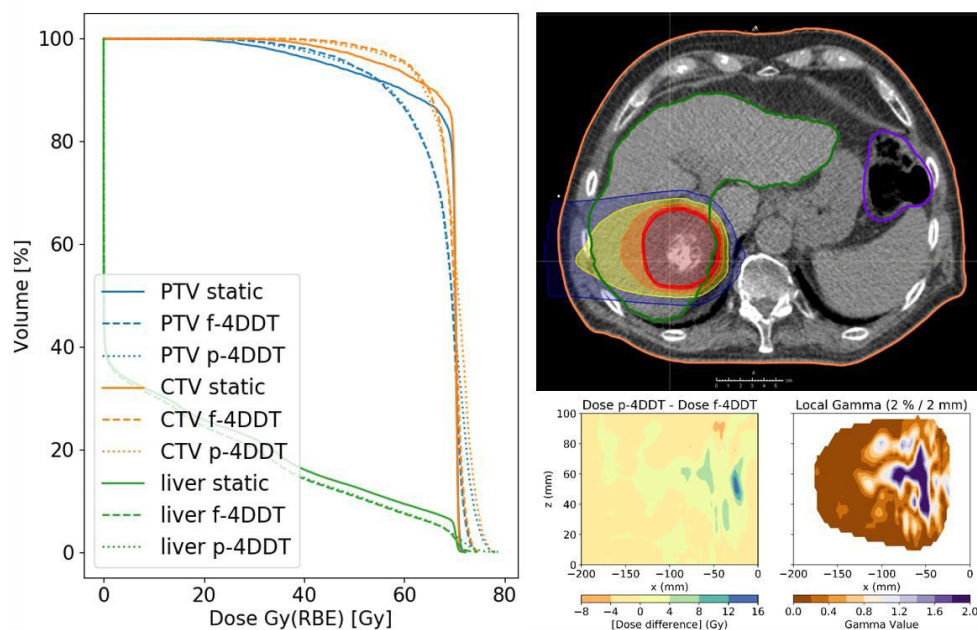 100
80
60
40
20
0
Volume [%]
PTV static
PTV f-4DDT
PTV p-4DDT
CTV static
CTV f-4DDT
CTV p-4DDT
liver static
liver f-4DDT
liver p-4DDT
0 20 40 60 80
Dose Gy(RBE) [Gy]
Dose p-4DDT - Dose f-4DDT
100
80
60
40
20
0
z (mm)
-200 -150 -100 -50 0
x (mm)
−8 −4 0 4 8 12 16
[Dose difference] (Gy)
Local Gamma (2 % / 2 mm)
-200 -150 -100 -50 0
x (mm)
0.0 0.4 0.8 1.2 1.6 2.0
Gamma Value